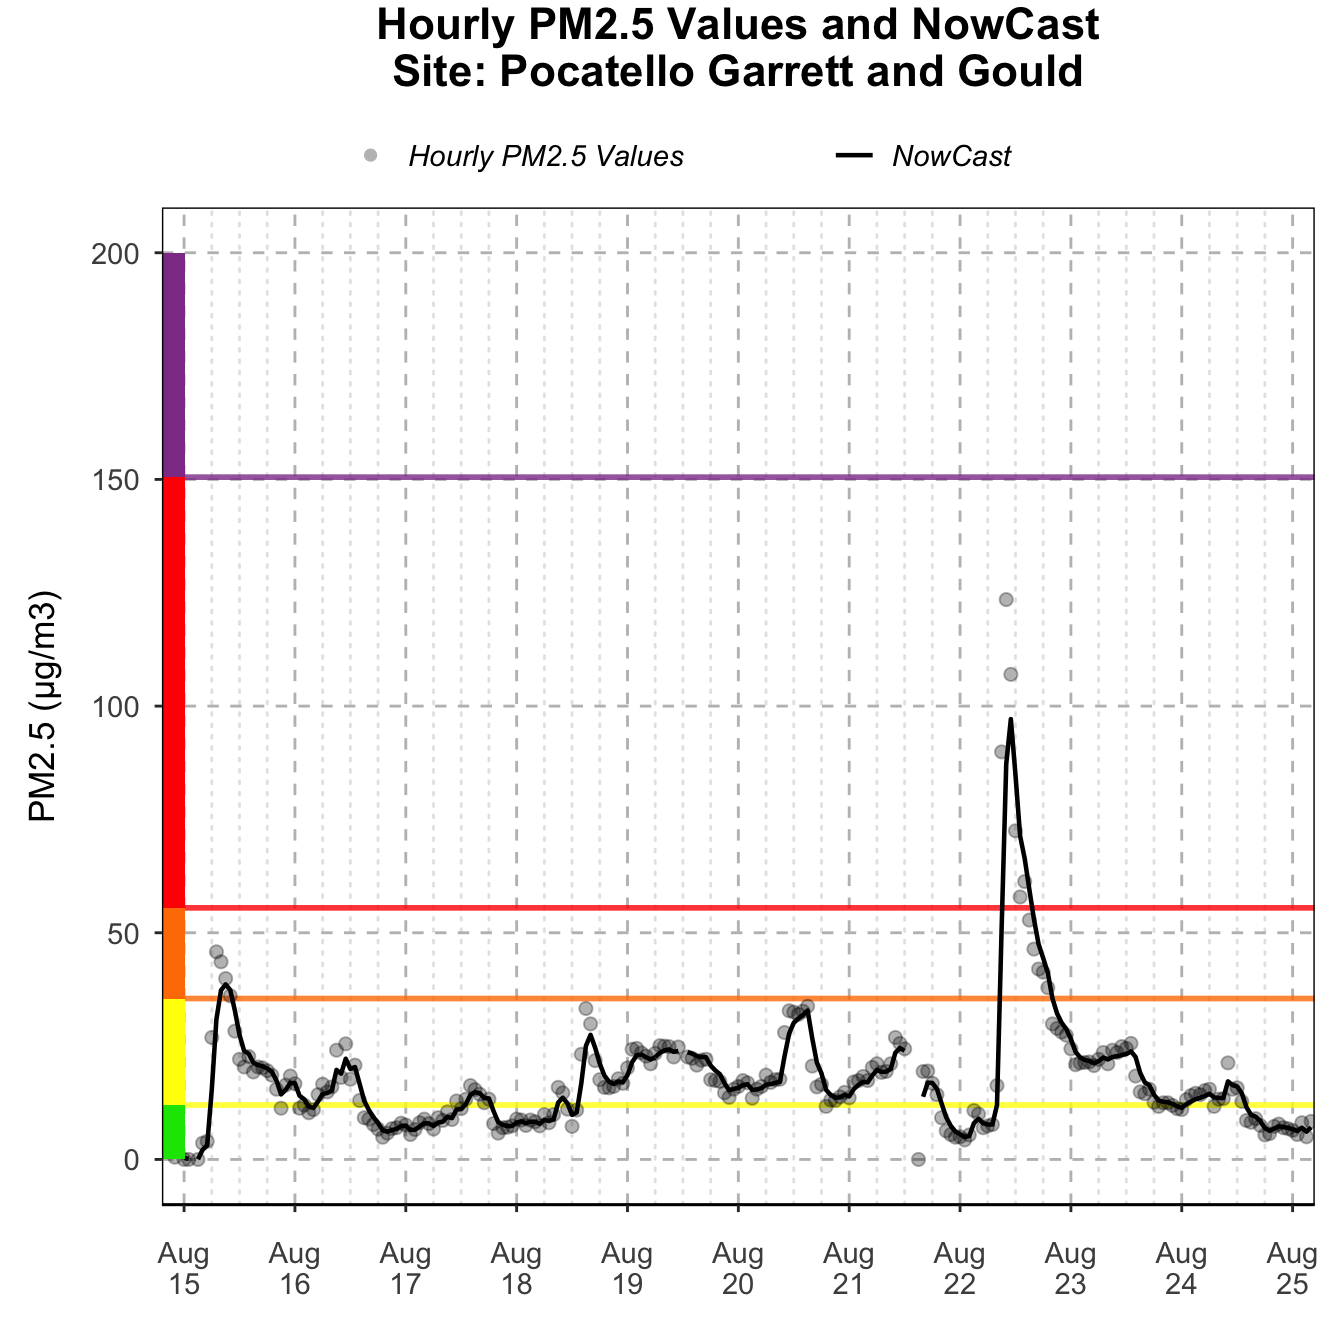 Hourly PM2.5 Values and NowCast
Site: Pocatello Garrett and Gould
Hourly PM2.5 Values
NowCast
PM2.5 (µg/m3)
200
150
100
50
0
Aug 15
Aug 16
Aug 17
Aug 18
Aug 19
Aug 20
Aug 21
Aug 22
Aug 23
Aug 24
Aug 25